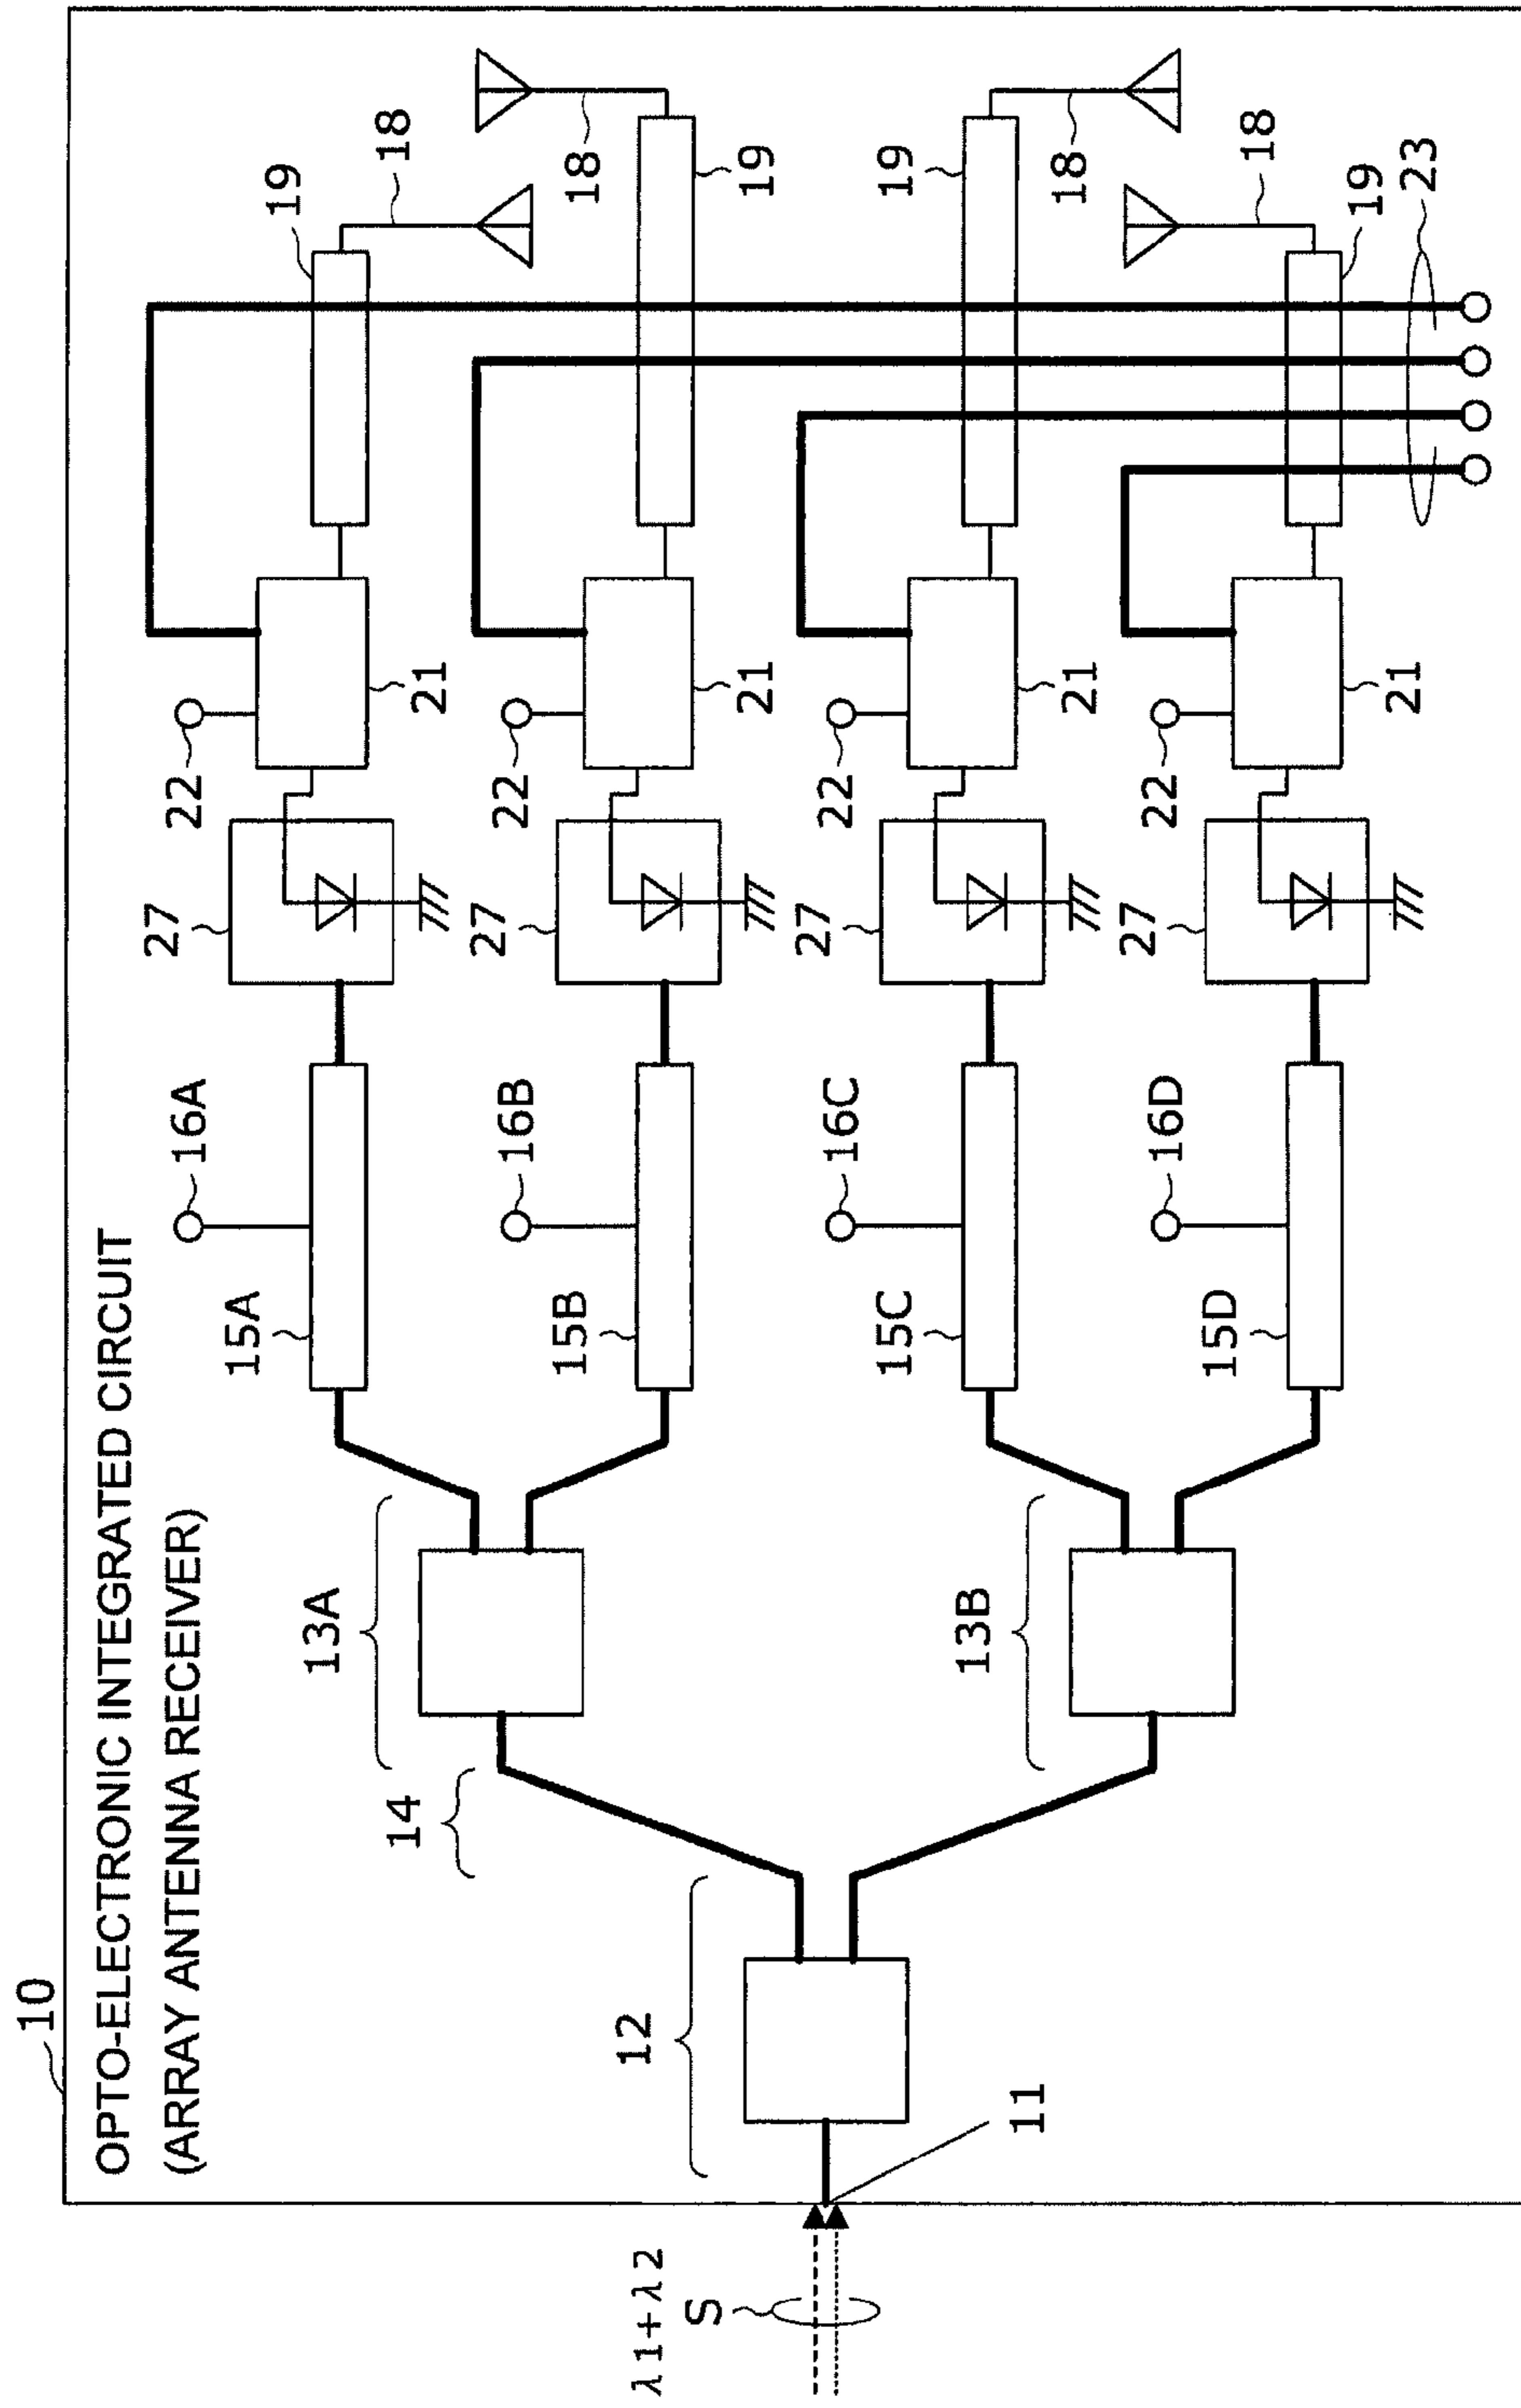 10
OPTO-ELECTRONIC INTEGRATED CIRCUIT
(ARRAY ANTENNA RECEIVER)
λ1+λ2
S
11
12
14
13A
13B
15A
16A
27
22
21
19
18
15B
16B
27
22
21
18
19
15C
16C
27
22
21
19
18
15D
16D
27
22
21
18
19
23